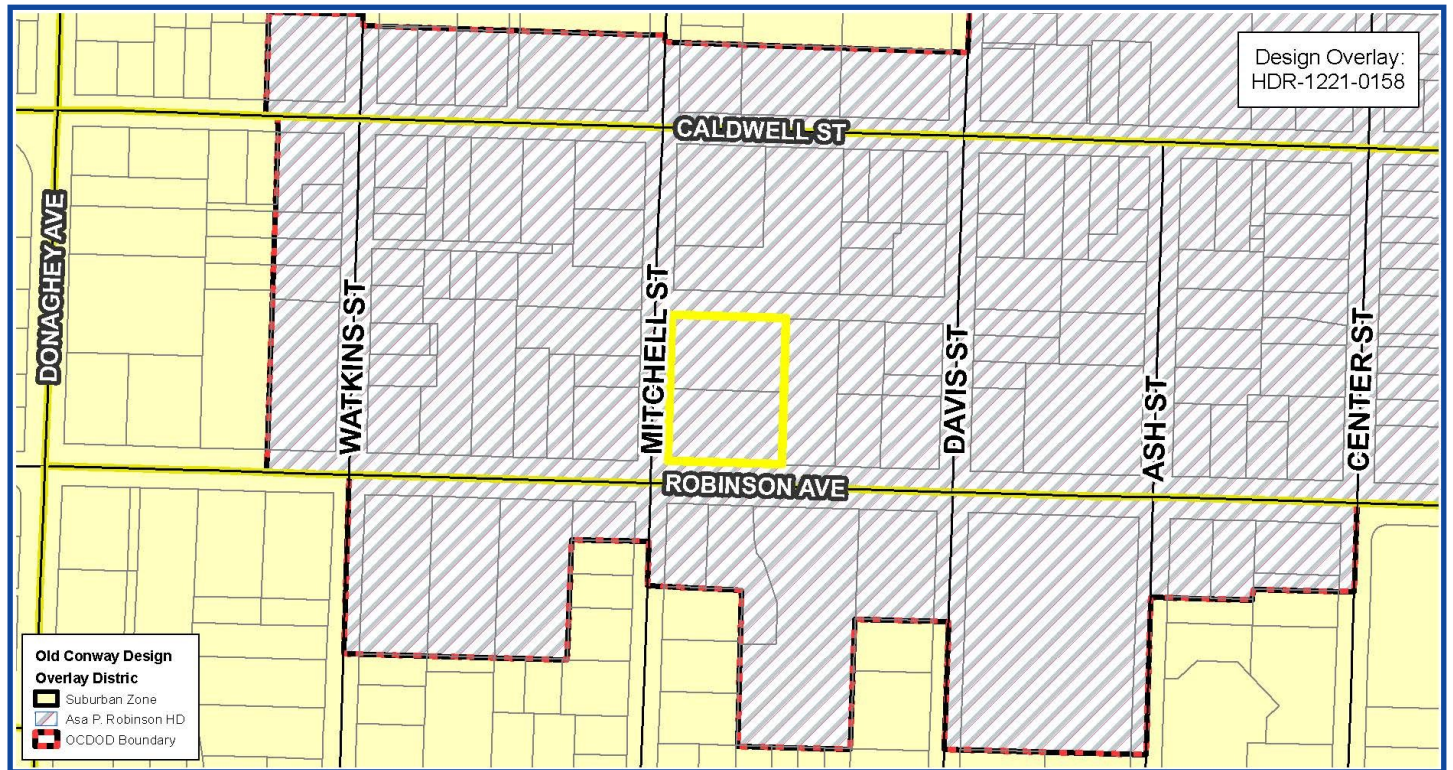 Design Overlay:
HDR-1221-0158
CALDWELL ST
DONAGHEY AVE
WATKINS ST
MITCHELL ST
DAVIS ST
ASH ST
CENTER ST
ROBINSON AVE
Old Conway Design
Overlay Distric
Suburban Zone
Asa P. Robinson HD
OCDOD Boundary